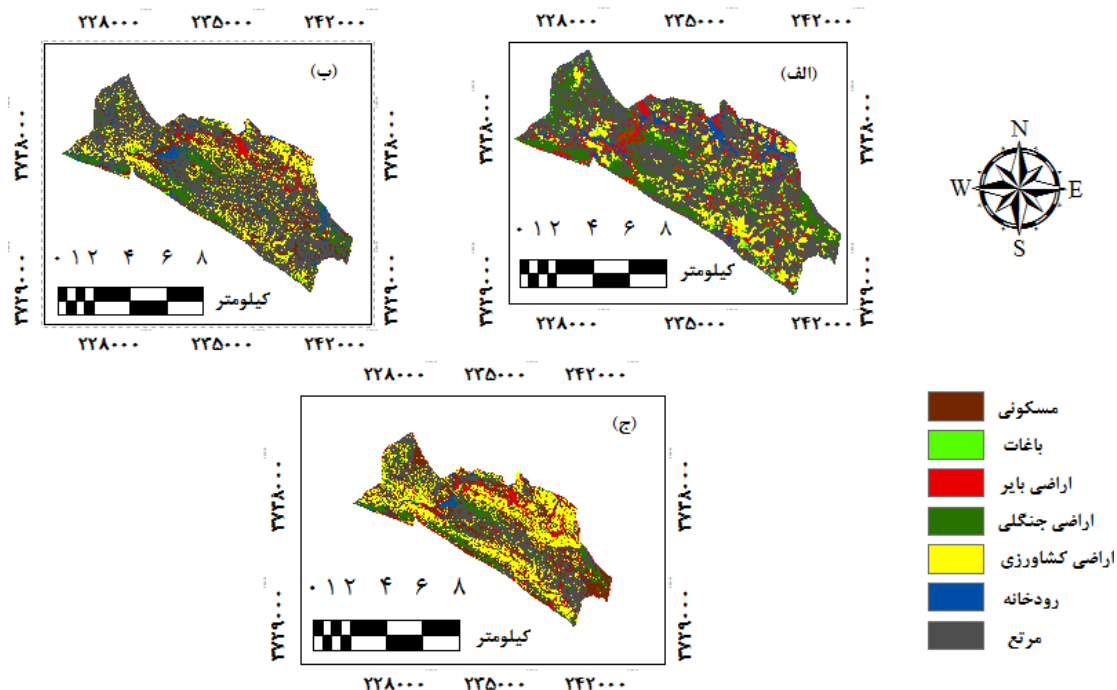 ۲۲۸۰۰۰ ۲۳۵۰۰۰ ۲۴۲۰۰۰
(الف)
۳۷۳۸۰۰۰
۳۷۳۸۰۰۰
۳۷۲۹۰۰۰
۳۷۲۹۰۰۰
۰ ۱ ۲ ۴ ۶ ۸
کیلومتر
۲۲۸۰۰۰ ۲۳۵۰۰۰ ۲۴۲۰۰۰
۲۲۸۰۰۰ ۲۳۵۰۰۰ ۲۴۲۰۰۰
(ب)
۳۷۳۸۰۰۰
۳۷۳۸۰۰۰
۳۷۲۹۰۰۰
۳۷۲۹۰۰۰
۰ ۱ ۲ ۴ ۶ ۸
کیلومتر
۲۲۸۰۰۰ ۲۳۵۰۰۰ ۲۴۲۰۰۰
N
W E
S
۲۲۸۰۰۰ ۲۳۵۰۰۰ ۲۴۲۰۰۰
(ج)
۳۷۳۸۰۰۰
۳۷۳۸۰۰۰
۳۷۲۹۰۰۰
۳۷۲۹۰۰۰
۰ ۱ ۲ ۴ ۶ ۸
کیلومتر
۲۲۸۰۰۰ ۲۳۵۰۰۰ ۲۴۲۰۰۰
مسکونی
باغات
اراضی بایر
اراضی جنگلی
اراضی کشاورزی
رودخانه
مرتع